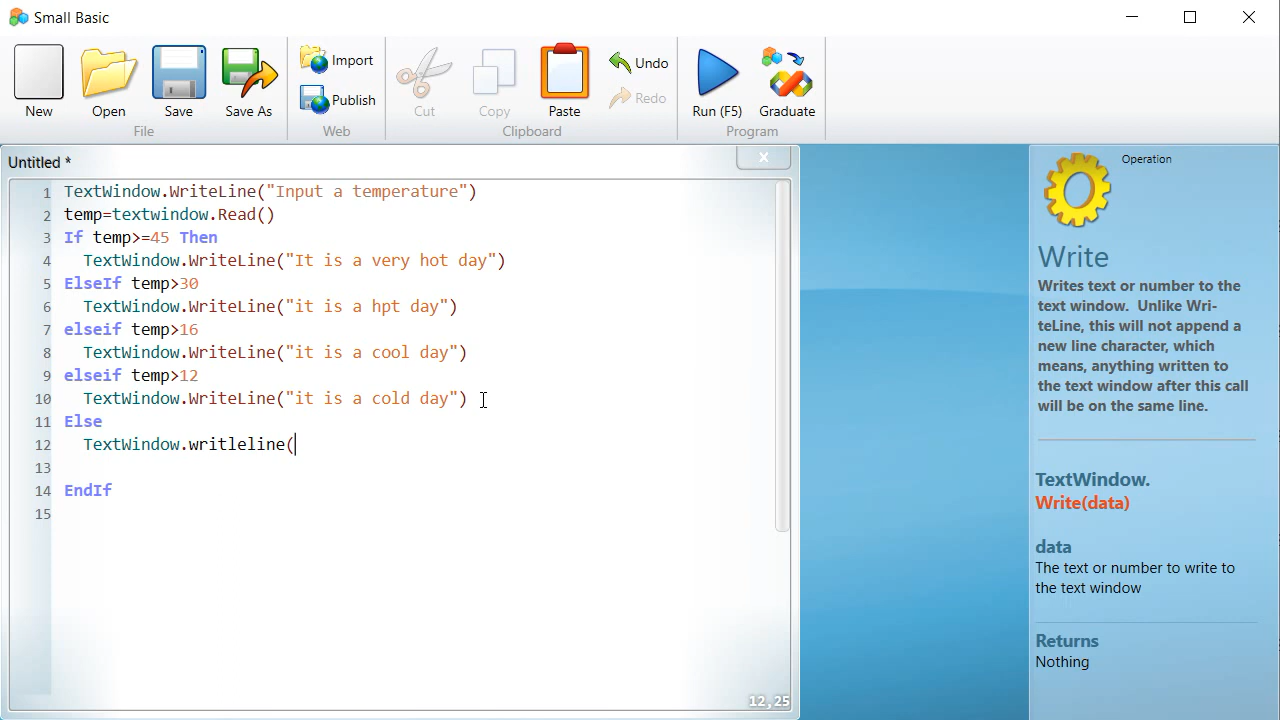 Small Basic
New
Open
Save
Save As
File
Import
Publish
Web
Cut
Copy
Paste
Undo
Redo
Clipboard
Run (F5)
Graduate
Program
Untitled *
1 TextWindow.WriteLine("Input a temperature")
2 temp=textwindow.Read()
3 If temp>=45 Then
4 TextWindow.WriteLine("It is a very hot day")
5 ElseIf temp>30
6 TextWindow.WriteLine("it is a hpt day")
7 elseif temp>16
8 TextWindow.WriteLine("it is a cool day")
9 elseif temp>12
10 TextWindow.WriteLine("it is a cold day")
11 Else
12 TextWindow.writleline(
13
14 EndIf
15
12,25
Operation
Write
Writes text or number to the
text window. Unlike Wri-
teLine, this will not append a
new line character, which
means, anything written to
the text window after this call
will be on the same line.
TextWindow.
Write(data)
data
The text or number to write to
the text window
Returns
Nothing